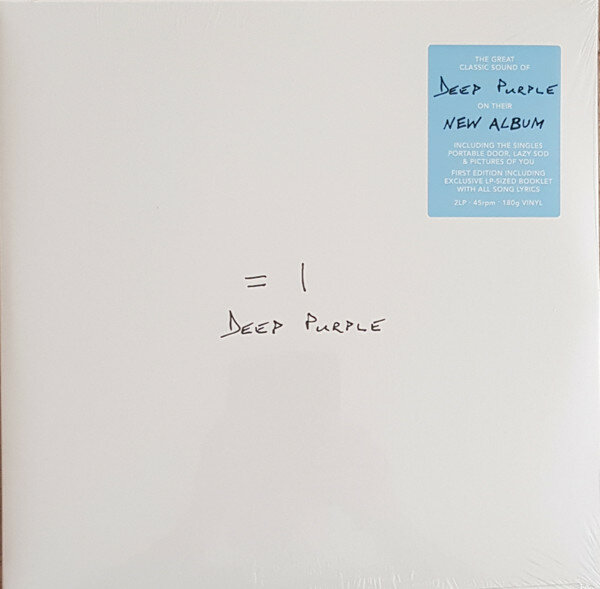 THE GREAT
CLASSIC SOUND OF
DEEP PURPLE
ON THEIR
NEW ALBUM
INCLUDING THE SINGLES
PORTABLE DOOR, LAZY SOD
& PICTURES OF YOU
FIRST EDITION INCLUDING
EXCLUSIVE LP-SIZED BOOKLET
WITH ALL SONG LYRICS
2LP · 45rpm · 180g VINYL
= 1
DEEP PURPLE